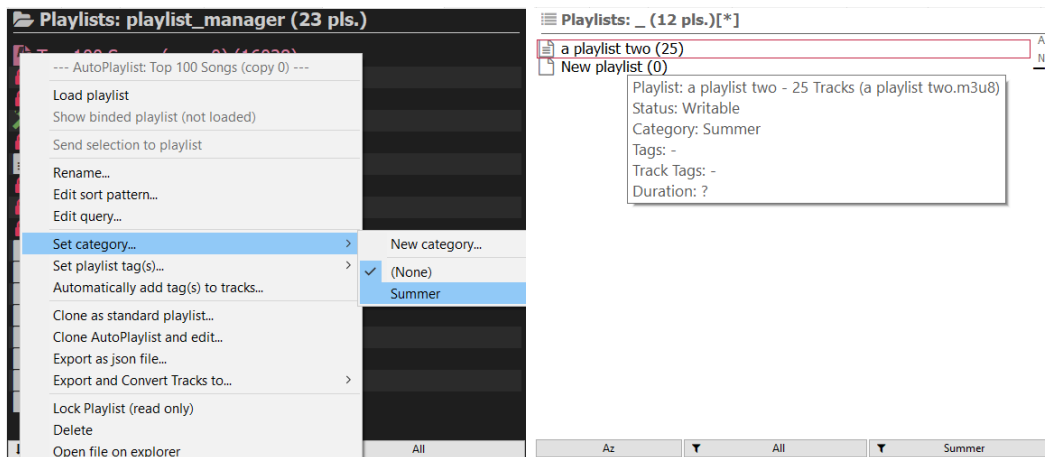 Playlists: playlist_manager (23 pls.)
--- AutoPlaylist: Top 100 Songs (copy 0) ---
Load playlist
Show binded playlist (not loaded)
Send selection to playlist
Rename...
Edit sort pattern...
Edit query...
Set category...
Set playlist tag(s)...
Automatically add tag(s) to tracks...
Clone as standard playlist...
Clone AutoPlaylist and edit...
Export as json file...
Export and Convert Tracks to...
Lock Playlist (read only)
Delete
Open file on explorer
New category...
(None)
Summer
All
Playlists: _ (12 pls.)[*]
a playlist two (25)
New playlist (0)
A
N
Playlist: a playlist two - 25 Tracks (a playlist two.m3u8)
Status: Writable
Category: Summer
Tags: -
Track Tags: -
Duration: ?
Az
All
Summer